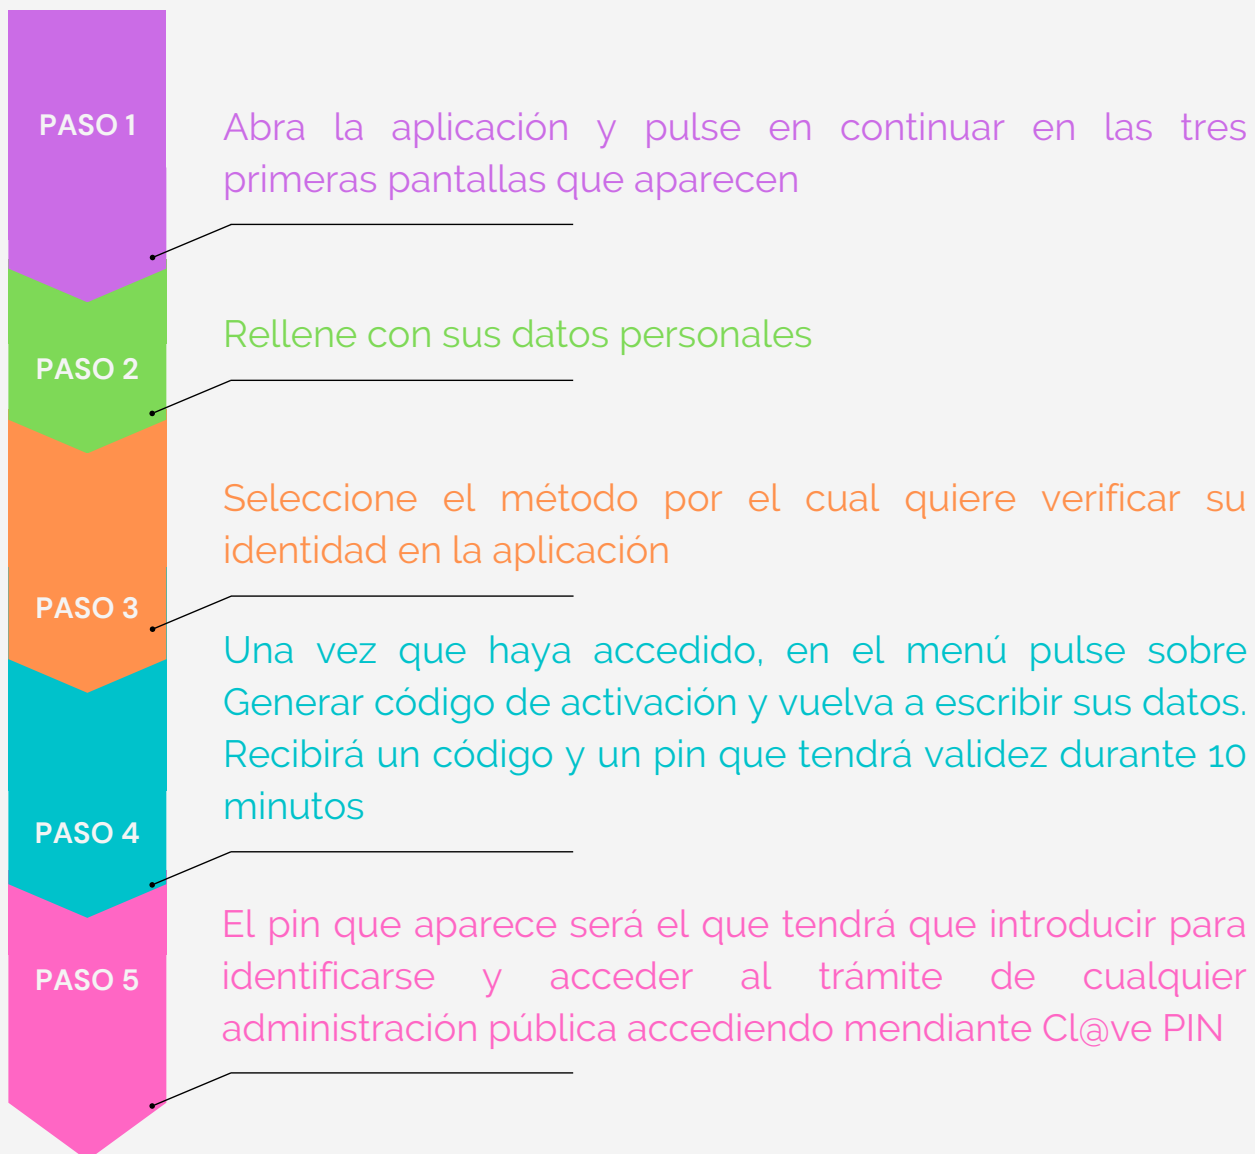 PASO 1
Abra la aplicación y pulse en continuar en las tres
primeras pantallas que aparecen
PASO 2
Rellene con sus datos personales
PASO 3
Seleccione el método por el cual quiere verificar su
identidad en la aplicación
PASO 4
Una vez que haya accedido, en el menú pulse sobre
Generar código de activación y vuelva a escribir sus datos.
Recibirá un código y un pin que tendrá validez durante 10
minutos
PASO 5
El pin que aparece será el que tendrá que introducir para
identificarse y acceder al trámite de cualquier
administración pública accediendo mendiante Cl@ve PIN